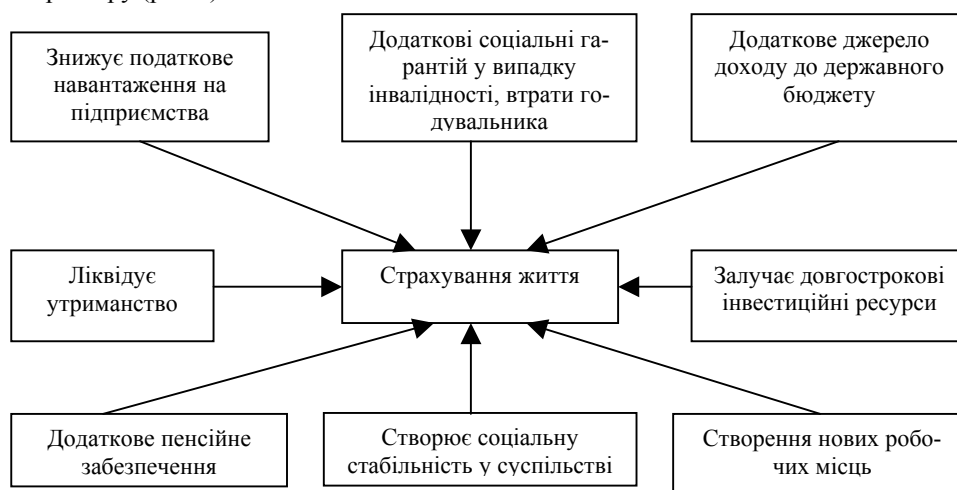 Знижує податкове
навантаження на
підприємства
Додаткові соціальні га-
рантій у випадку
інвалідності, втрати го-
дувальника
Додаткове джерело
доходу до державного
бюджету
Ліквідує
утриманство
Страхування життя
Залучає довгострокові
інвестиційні ресурси
Додаткове пенсійне
забезпечення
Створює соціальну
стабільність у суспільстві
Створення нових робо-
чих місць